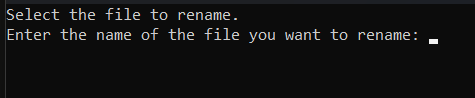 Select the file to rename.
Enter the name of the file you want to rename: